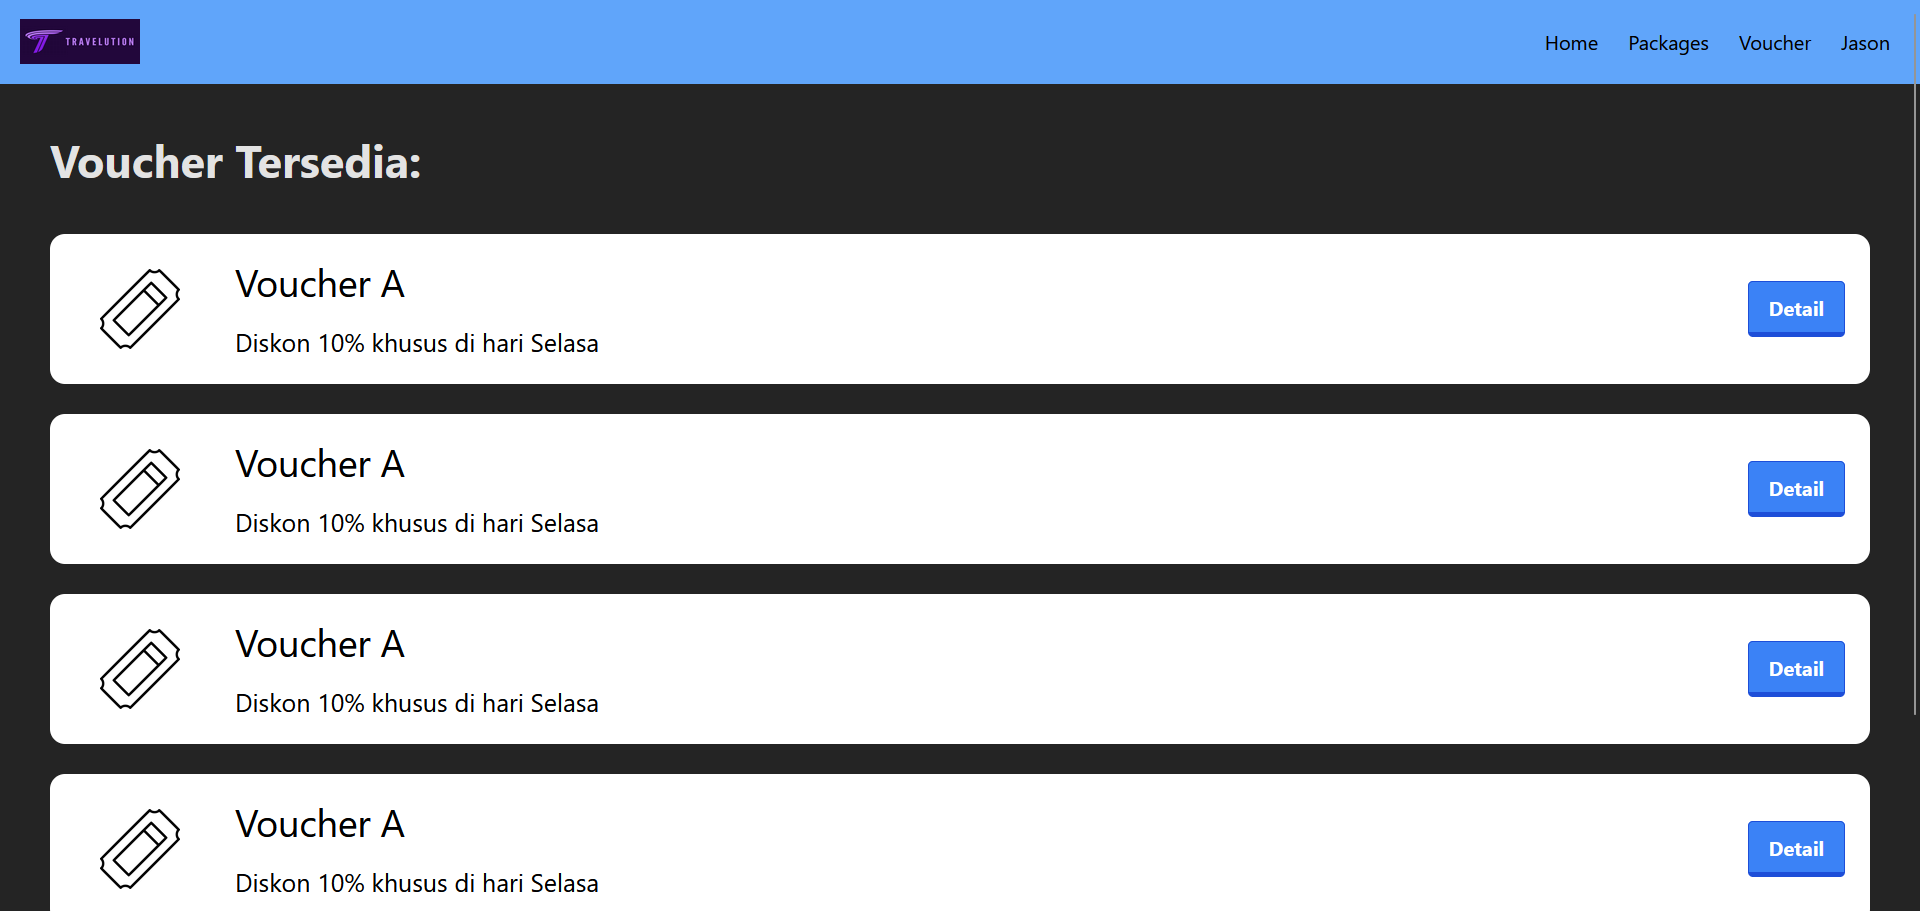 TRAVELUTION
Home Packages Voucher Jason
Voucher Tersedia:
Voucher A
Diskon 10% khusus di hari Selasa
Detail
Voucher A
Diskon 10% khusus di hari Selasa
Detail
Voucher A
Diskon 10% khusus di hari Selasa
Detail
Voucher A
Diskon 10% khusus di hari Selasa
Detail